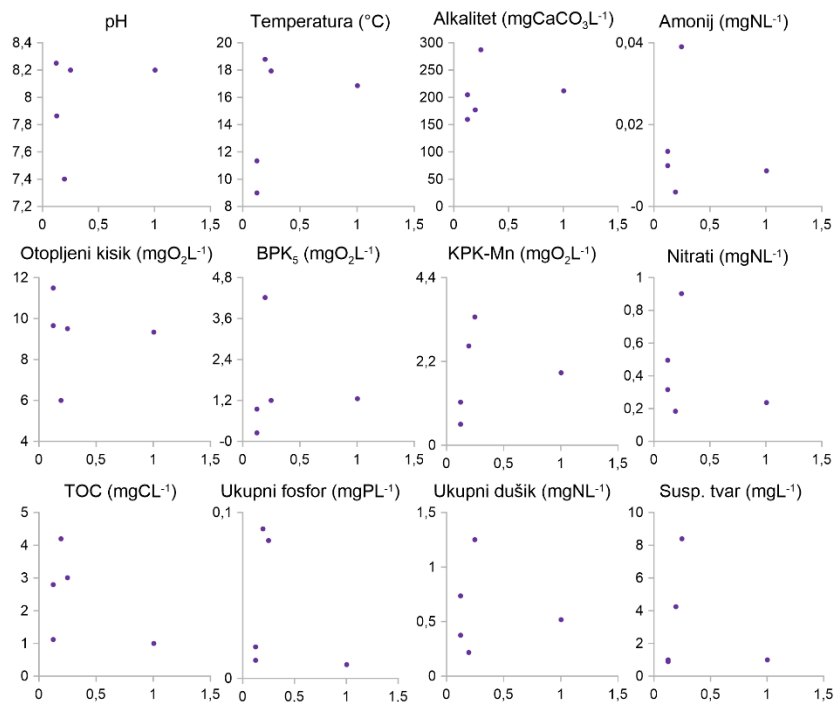 pH Temperatura (°C) Alkalitet (mgCaCO₃L⁻¹) Amonij (mgNL⁻¹)
8,4 20 300 0,04
8,2 18 250
8 16 200
7,8 14 150 0,02
7,6 12 100
7,4 10 50
7,2 8 0 -0
0 0,5 1 1,5 0 0,5 1 1,5 0 0,5 1 1,5 0 0,5 1 1,5
Otopljeni kisik (mgO₂L⁻¹) BPK₅ (mgO₂L⁻¹) KPK-Mn (mgO₂L⁻¹) Nitrati (mgNL⁻¹)
12 4,8 4,4 1
10 3,6 0,8
8 2,4 2,2 0,6
6 1,2 0,4
4 -0 0 0,2
0
0 0,5 1 1,5 0 0,5 1 1,5 0 0,5 1 1,5 0 0,5 1 1,5
TOC (mgCL⁻¹) Ukupni fosfor (mgPL⁻¹) Ukupni dušik (mgNL⁻¹) Susp. tvar (mgL⁻¹)
5 0,1 1,5 10
4 8
3 1 6
2 0,5 4
1 2
0 0 0 0
0 0,5 1 1,5 0 0,5 1 1,5 0 0,5 1 1,5 0 0,5 1 1,5